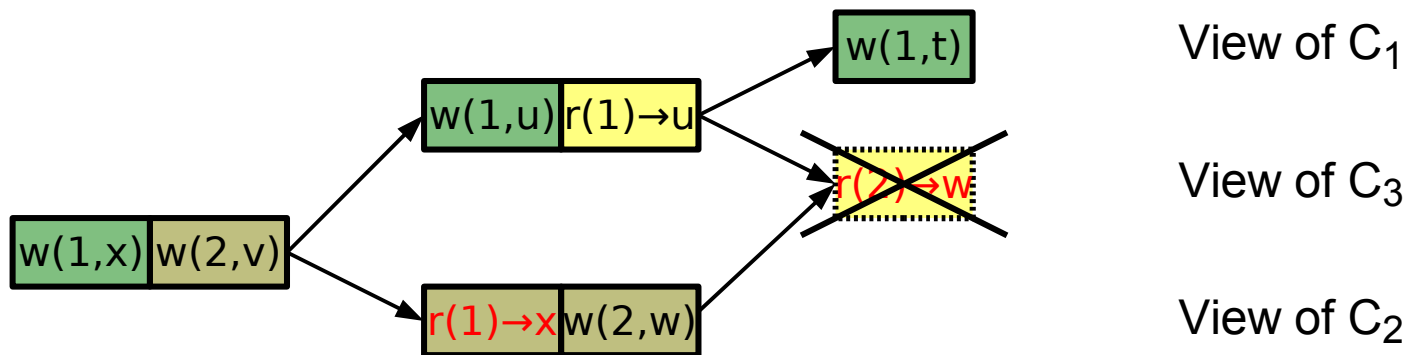 w(1,t) View of C₁
w(1,u) r(1)→u
r(2)→w View of C₃
w(1,x) w(2,v)
r(1)→x w(2,w) View of C₂